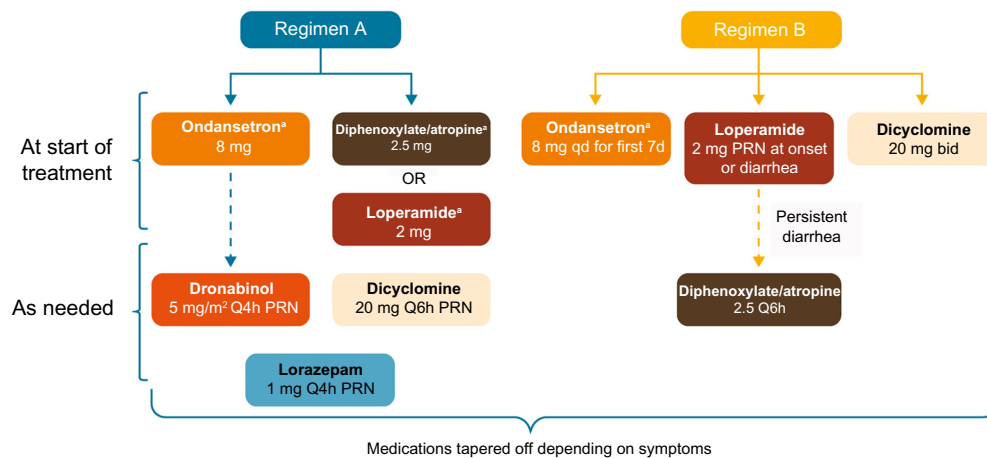 Regimen A
Regimen B
At start of
treatment
Ondansetronᵃ
8 mg
Diphenoxylate/atropineᵃ
2.5 mg
OR
Loperamideᵃ
2 mg
Ondansetronᵃ
8 mg qd for first 7d
Loperamide
2 mg PRN at onset
or diarrhea
Dicyclomine
20 mg bid
Persistent
diarrhea
As needed
Dronabinol
5 mg/m² Q4h PRN
Dicyclomine
20 mg Q6h PRN
Diphenoxylate/atropine
2.5 Q6h
Lorazepam
1 mg Q4h PRN
Medications tapered off depending on symptoms